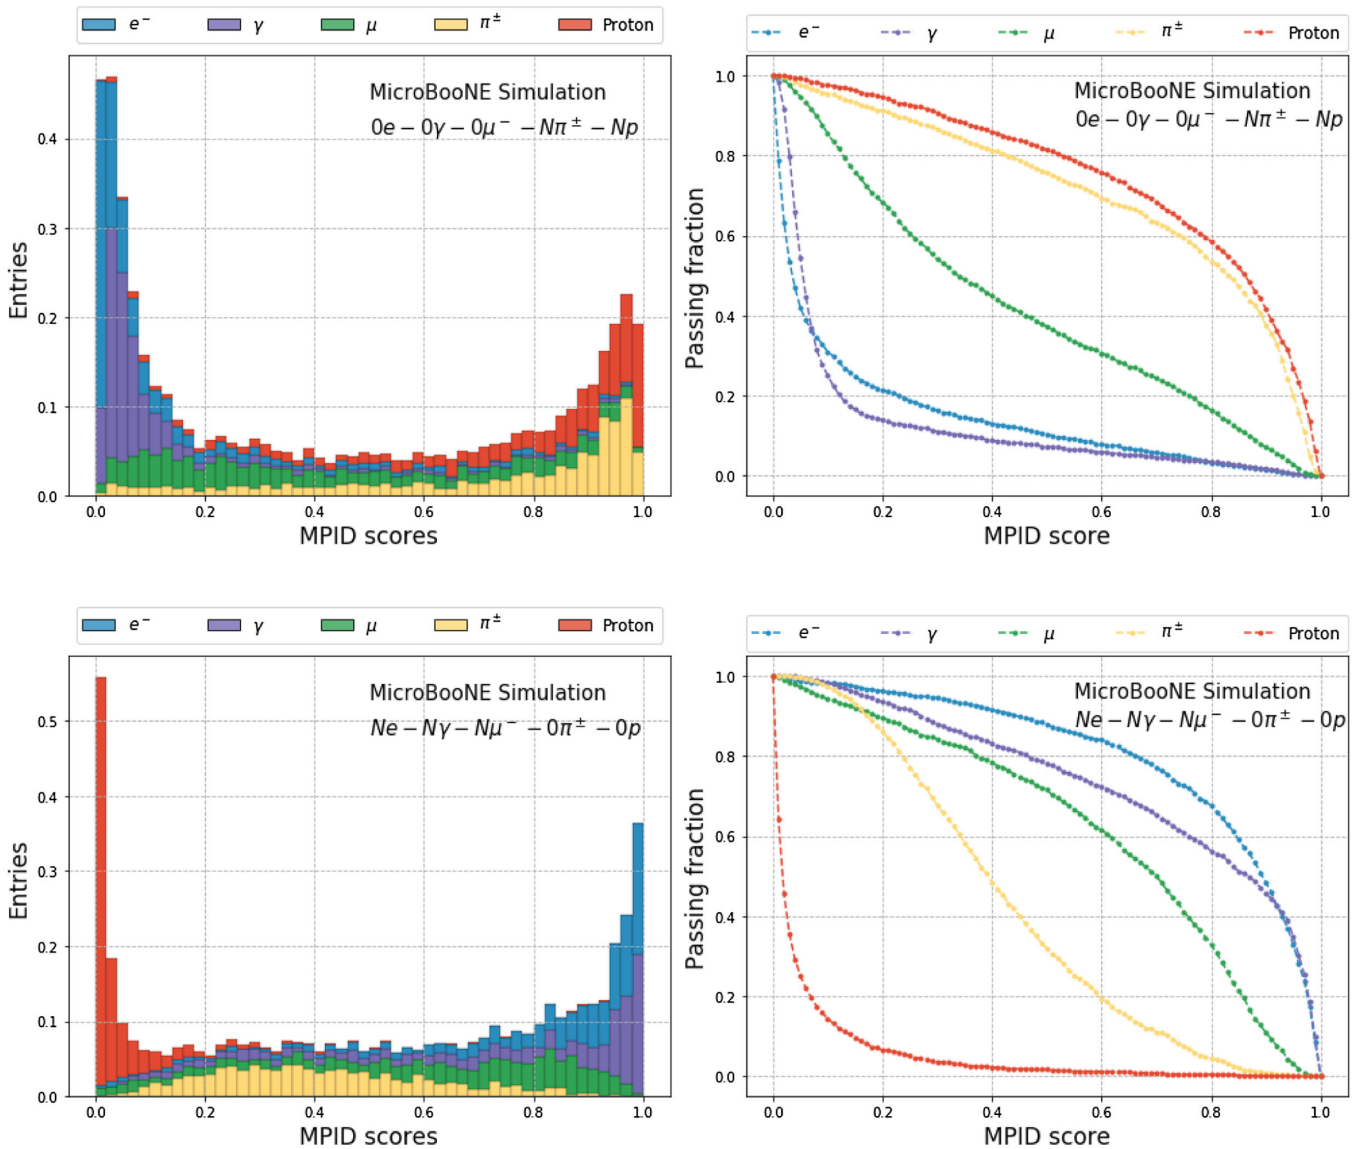 e⁻ γ μ π± Proton
MicroBooNE Simulation
0e − 0γ − 0μ⁻ − Nπ± − Np
Entries
0.4
0.3
0.2
0.1
0.0
0.0 0.2 0.4 0.6 0.8 1.0
MPID scores
e⁻ γ μ π± Proton
MicroBooNE Simulation
0e − 0γ − 0μ⁻ − Nπ± − Np
Passing fraction
1.0
0.8
0.6
0.4
0.2
0.0
0.0 0.2 0.4 0.6 0.8 1.0
MPID score
e⁻ γ μ π± Proton
MicroBooNE Simulation
Ne − Nγ − Nμ⁻ − 0π± − 0p
Entries
0.5
0.4
0.3
0.2
0.1
0.0
0.0 0.2 0.4 0.6 0.8 1.0
MPID scores
e⁻ γ μ π± Proton
MicroBooNE Simulation
Ne − Nγ − Nμ⁻ − 0π± − 0p
Passing fraction
1.0
0.8
0.6
0.4
0.2
0.0
0.0 0.2 0.4 0.6 0.8 1.0
MPID score